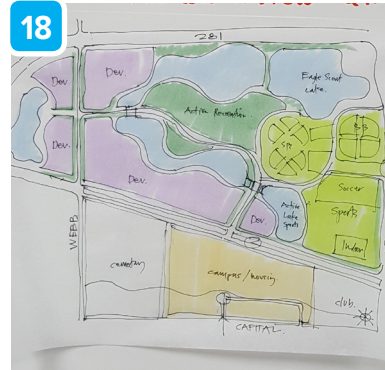 18
281
Dev
Dev.
Eagle Scout
Lake.
Active Recreation
Dev.
SB
BB
Dev.
Soccer
Active
Lake
Sports
Sports
Dev
Indoor
WEBB
cemetery
campus/housing
club.
CAPITAL.